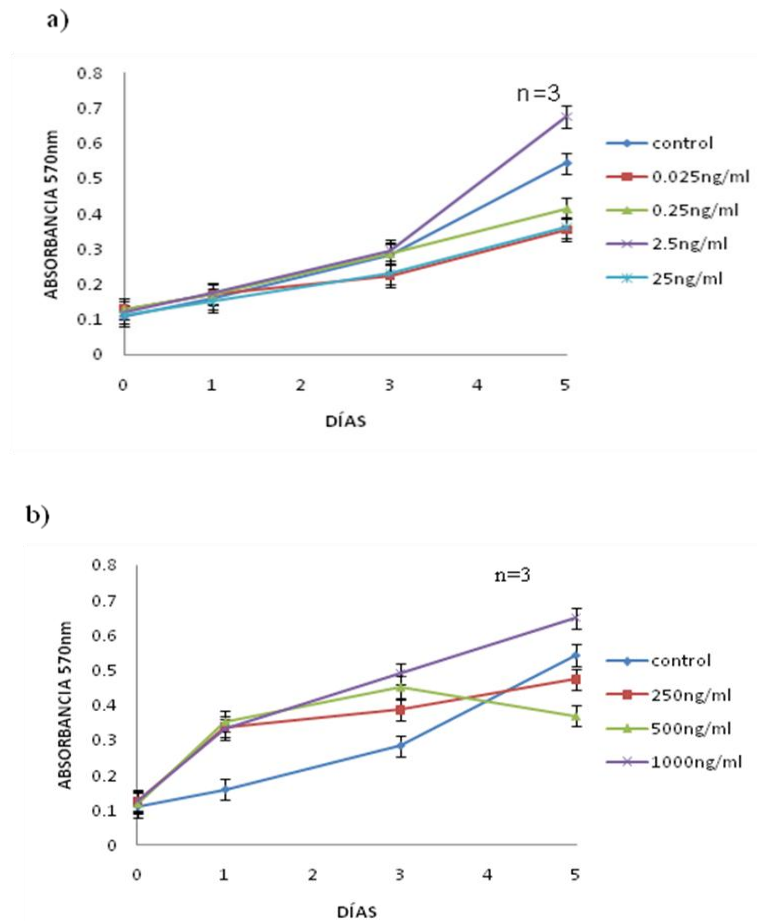 a)
0.8
0.7
0.6
0.5
0.4
0.3
0.2
0.1
0
ABSORBANCIA 570nm
n=3
0 1 2 3 4 5
DÍAS
control
0.025ng/ml
0.25ng/ml
2.5ng/ml
25ng/ml
b)
0.8
0.7
0.6
0.5
0.4
0.3
0.2
0.1
0
ABSORBANCIA 570nm
n=3
0 1 3 4 5
DÍAS
control
250ng/ml
500ng/ml
1000ng/ml